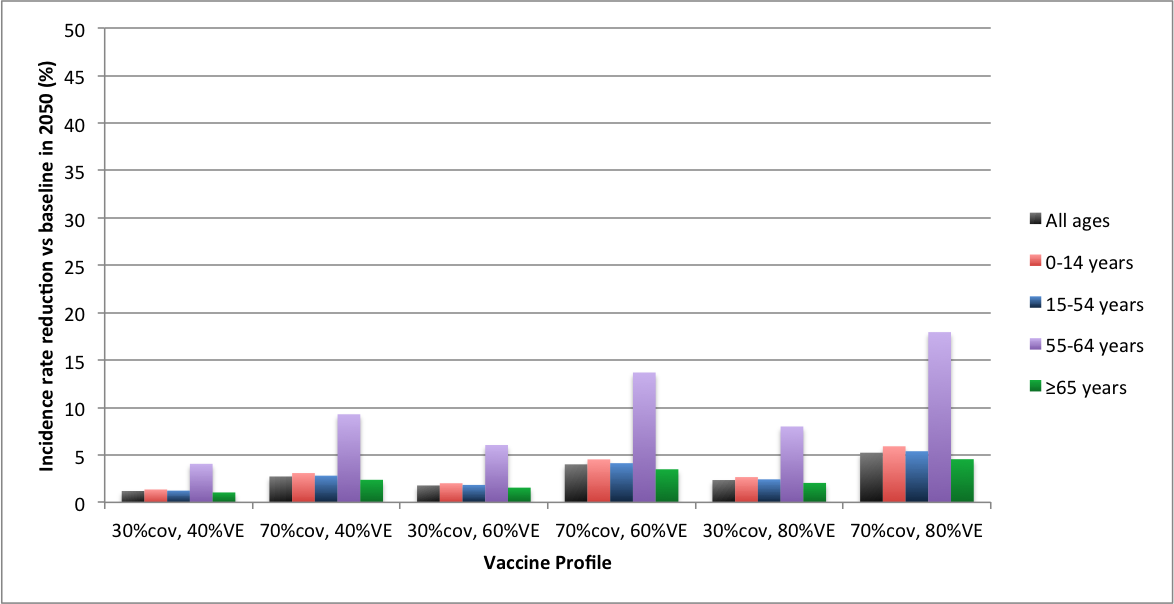 Incidence rate reduction vs baseline in 2050 (%)
50
45
40
35
30
25
20
15
10
5
0
30%cov, 40%VE
70%cov, 40%VE
30%cov, 60%VE
70%cov, 60%VE
30%cov, 80%VE
70%cov, 80%VE
Vaccine Profile
All ages
0-14 years
15-54 years
55-64 years
≥65 years